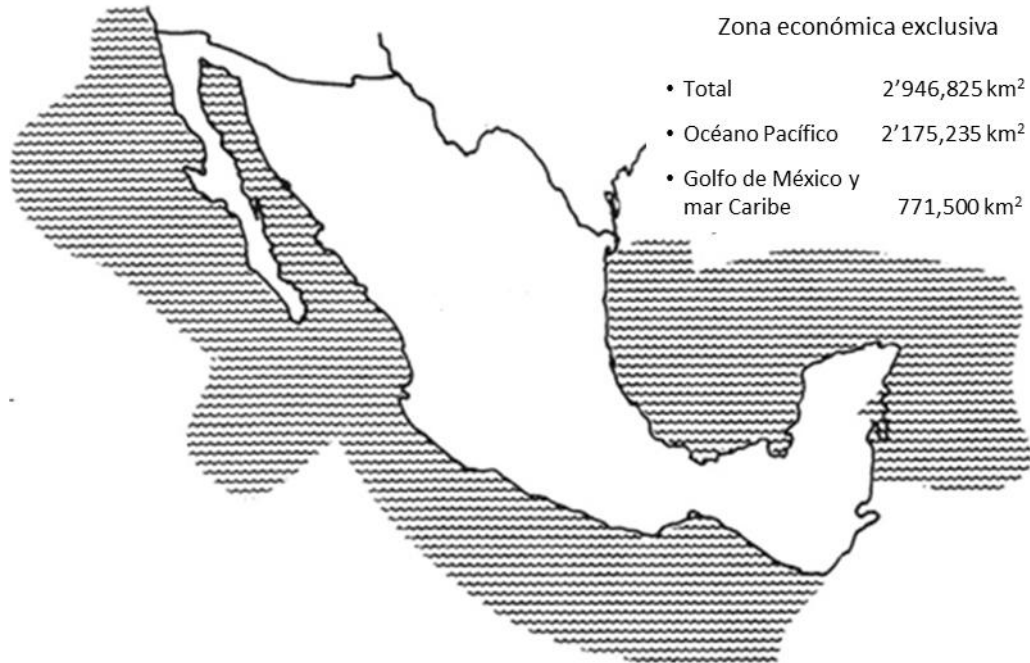 Zona económica exclusiva
• Total 2’946,825 km²
• Océano Pacífico 2’175,235 km²
• Golfo de México y
mar Caribe 771,500 km²